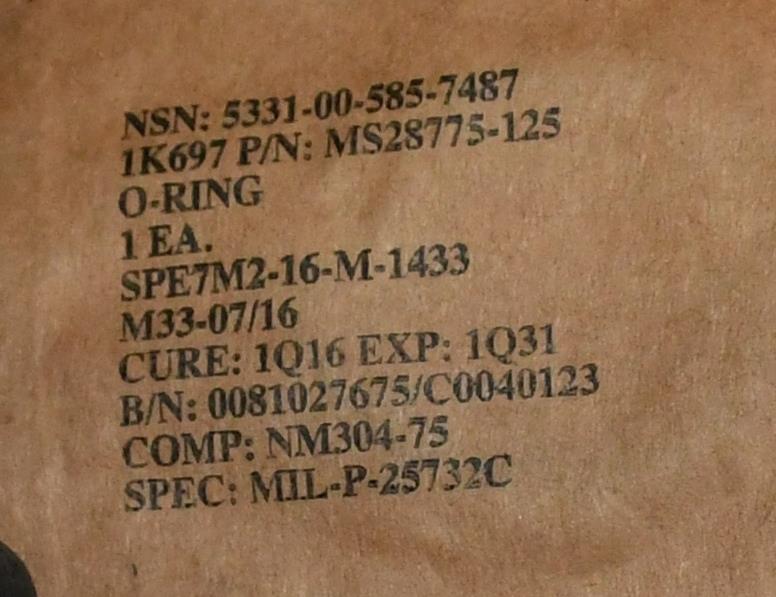 NSN: 5331-00-585-7487
1K697 P/N: MS28775-125
O-RING
1 EA.
SPE7M2-16-M-1433
M33-07/16
CURE: 1Q16 EXP: 1Q31
B/N: 0081027675/C0040123
COMP: NM304-75
SPEC: MIL-P-25732C